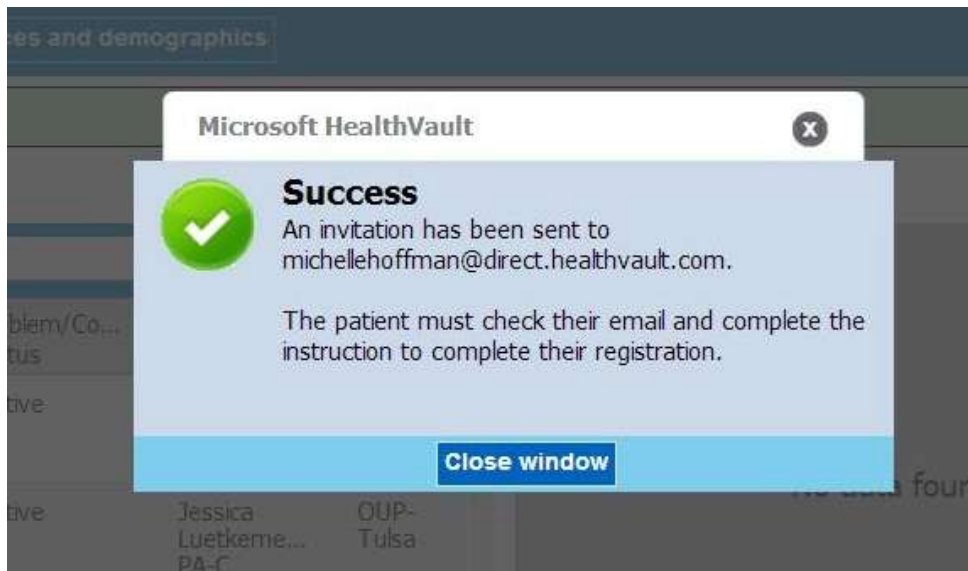 ces and demographics
Microsoft HealthVault
Success
An invitation has been sent to
michellehoffman@direct.healthvault.com.
The patient must check their email and complete the
instruction to complete their registration.
Close window
blem/Co...
tus
tive
data foun
tive
Jessica
OUP-
Luetkeme...
Tulsa
PA-C